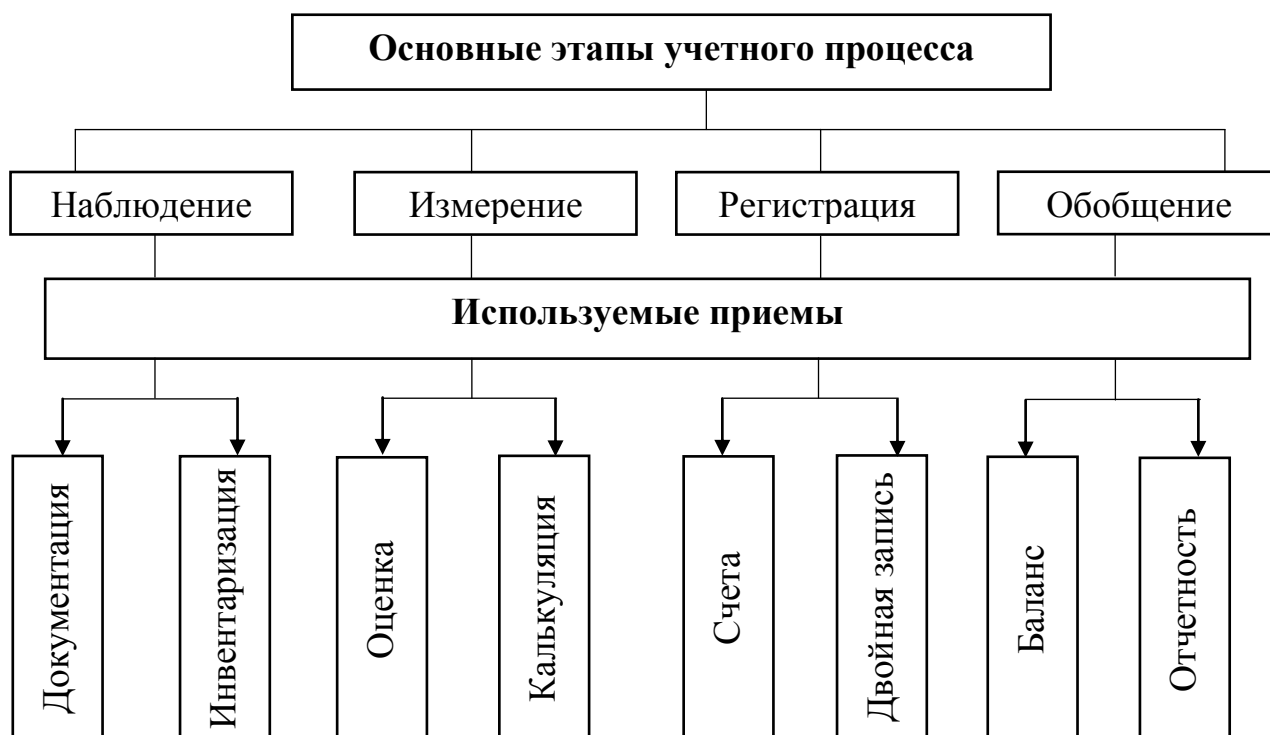 Основные этапы учетного процесса
Наблюдение
Измерение
Регистрация
Обобщение
Используемые приемы
Документация
Инвентаризация
Оценка
Калькуляция
Счета
Двойная запись
Баланс
Отчетность